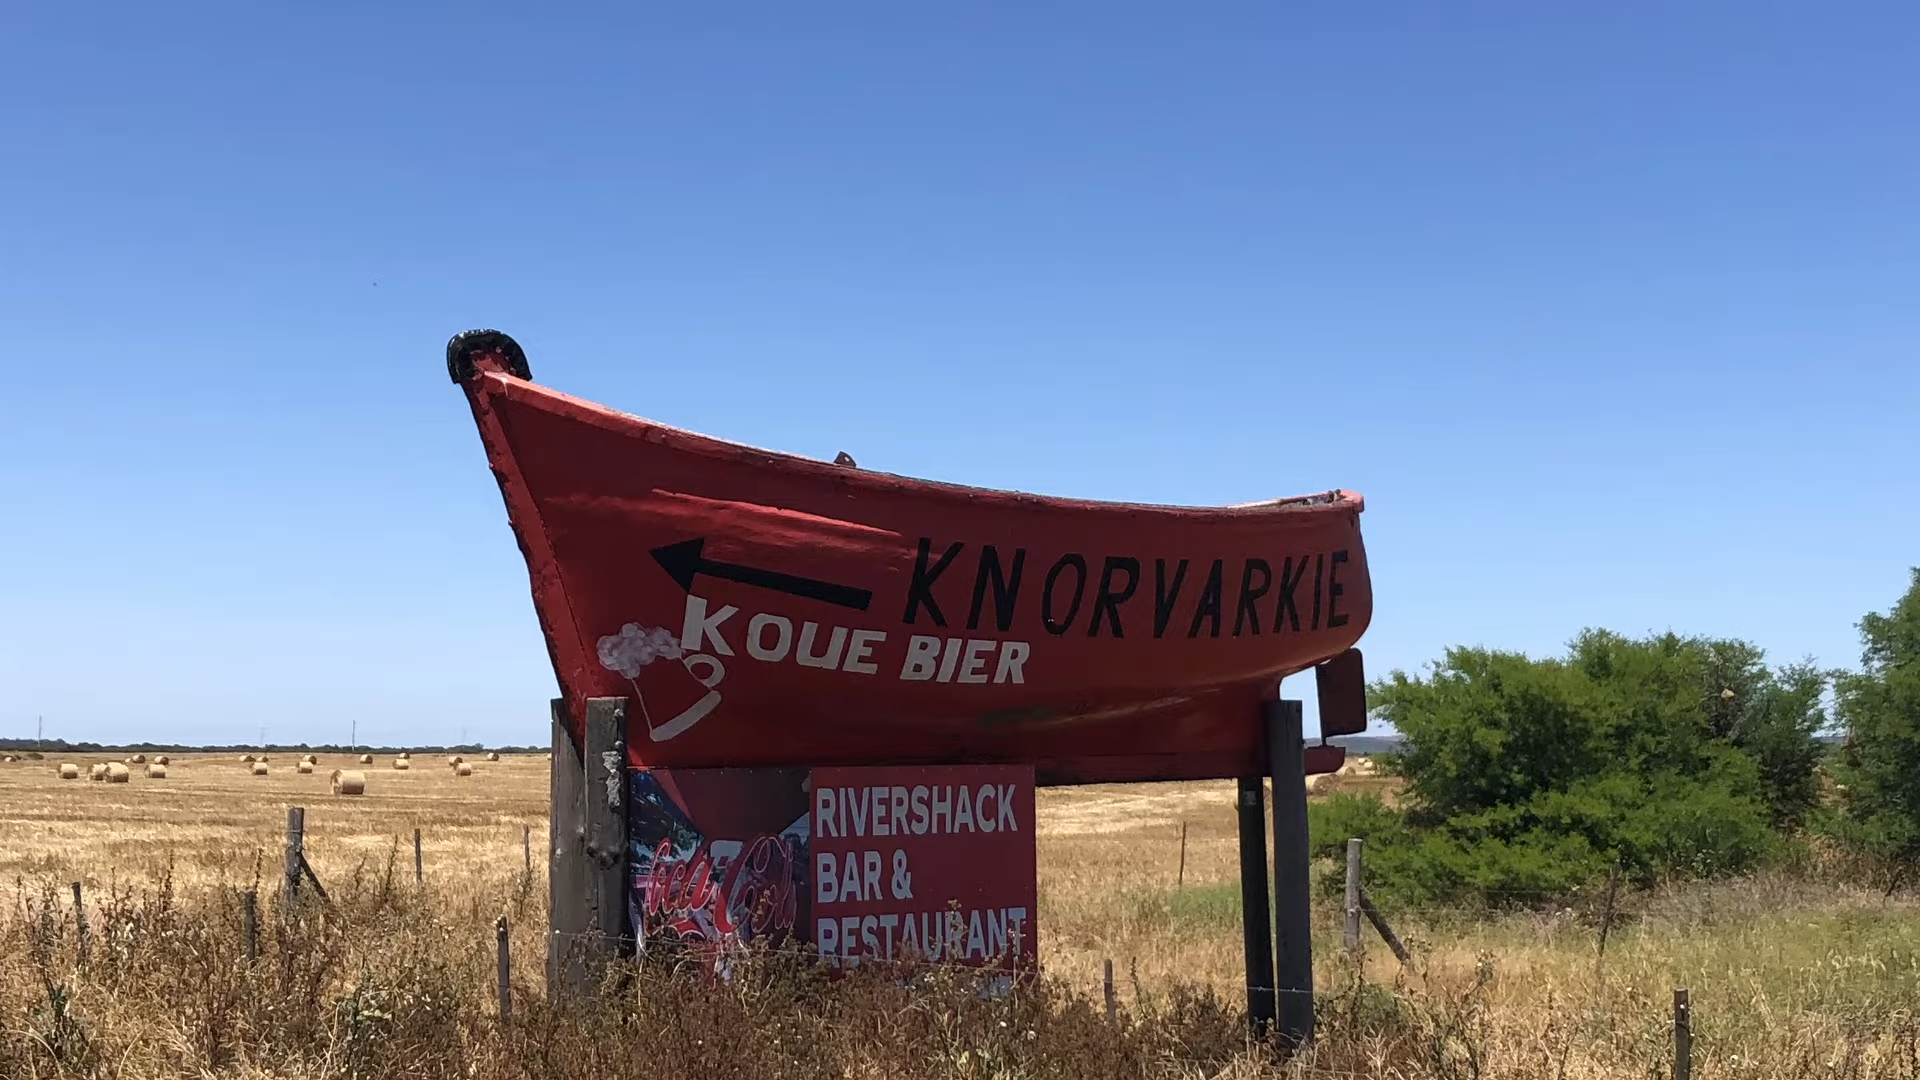 KNORVARKIE
KOUE BIER
Coca-Cola
RIVERSHACK
BAR &
RESTAURANT